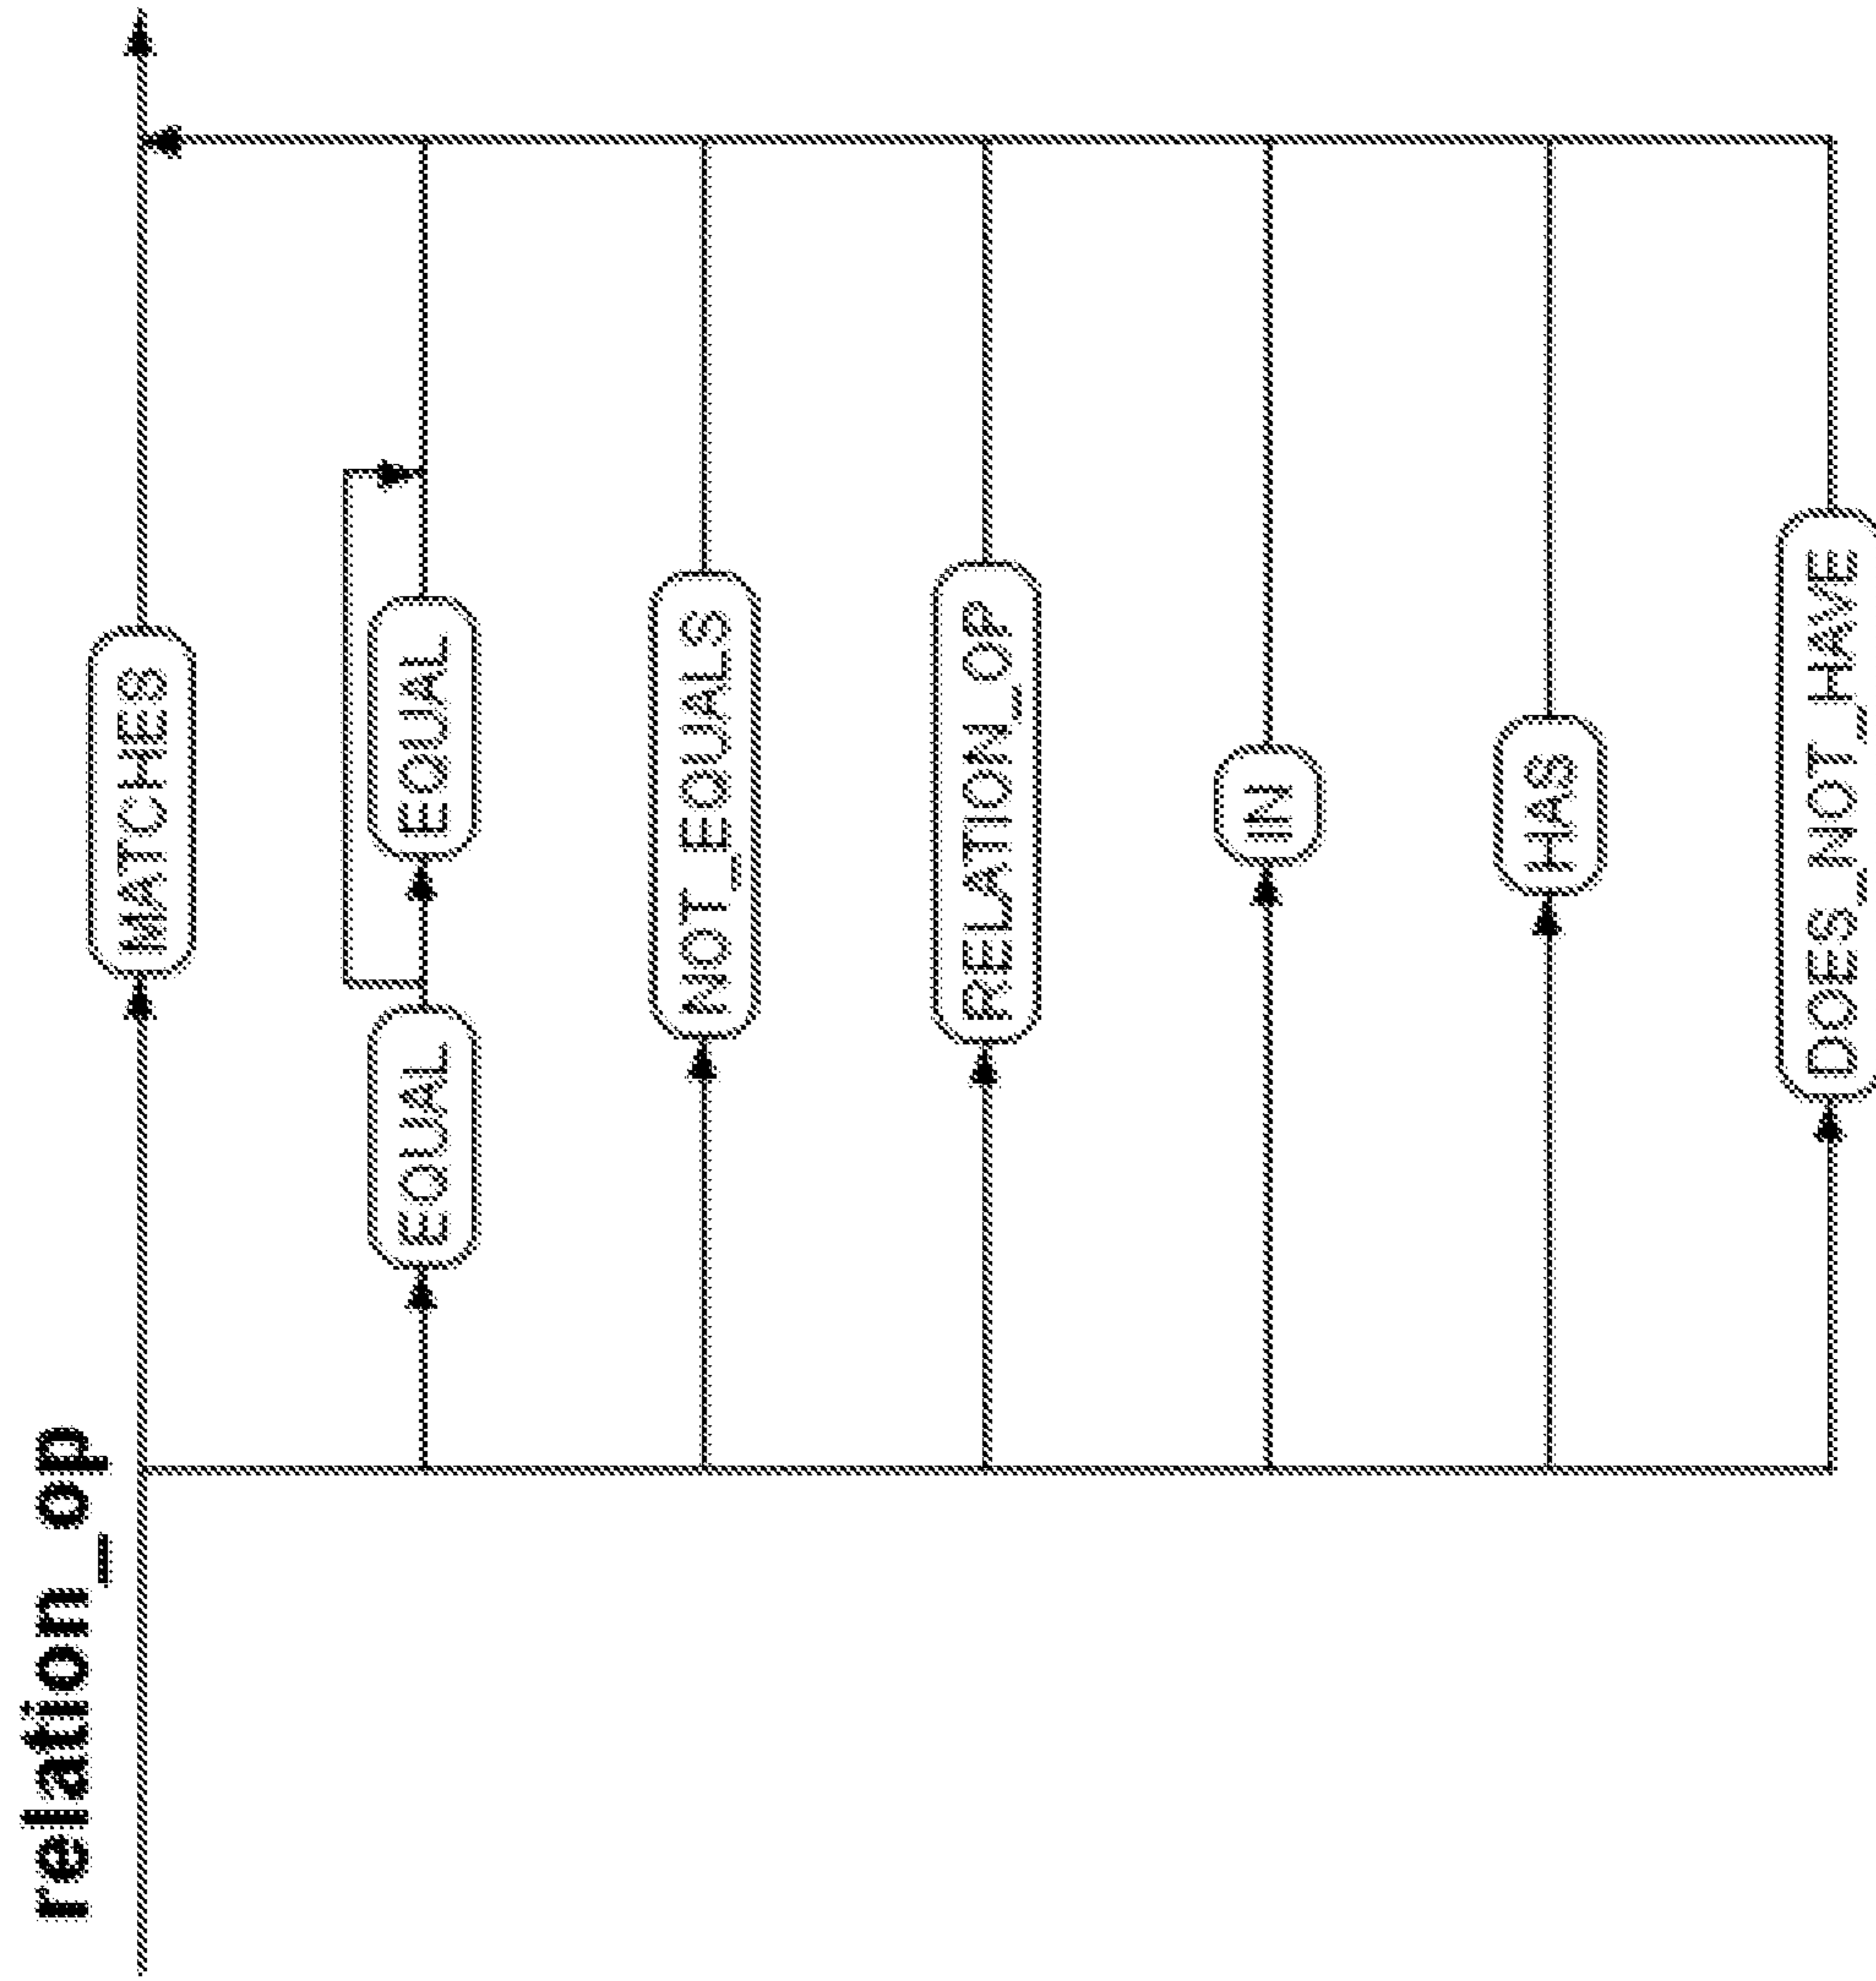 relation_op
MATCHES
EQUAL EQUAL
NOT_EQUALS
RELATION_OP
IN
HAS
DOES_NOT_HAVE